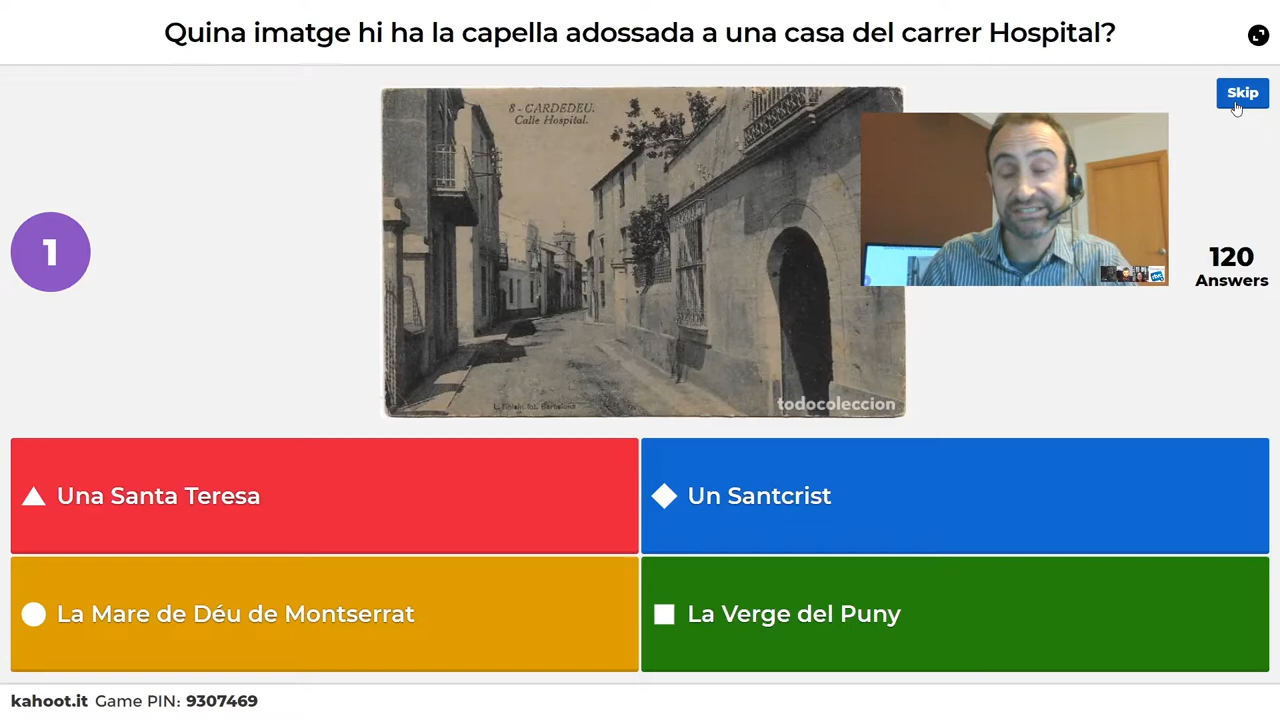 Quina imatge hi ha la capella adossada a una casa del carrer Hospital?
Skip
8 - CARDEDEU.
Calle Hospital.
1
120
Answers
todocoleccion
Una Santa Teresa
Un Santcrist
La Mare de Déu de Montserrat
La Verge del Puny
kahoot.it Game PIN: 9307469